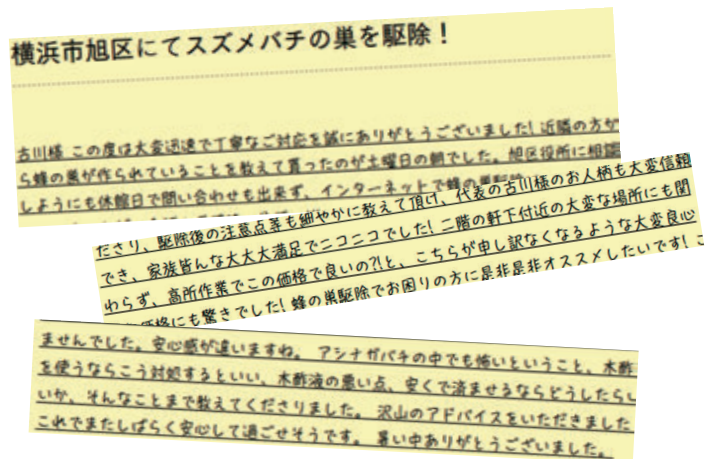 横浜市旭区にてスズメバチの巣を駆除！
古川様 この度は大変迅速で丁寧なご対応を誠にありがとうございました! 近隣の方か
ら蜂の巣が作られていることを教えて貰ったのが土曜日の朝でした。旭区役所に相談
しようにも休館日で問い合わせも出来ず、インターネットで蜂の巣駆除
ださり、駆除後の注意点等も細やかに教えて頂け、代表の古川様のお人柄も大変信頼
でき、家族皆んな大大大満足でニコニコでした! 二階の軒下付近の大変な場所にも関
わらず、高所作業でこの価格で良いの?!と、こちらが申し訳なくなるような大変良心
価格にも驚きでした! 蜂の巣駆除でお困りの方に是非是非オススメしたいです! こ
ませんでした。安心感が違いますね。 アシナガバチの中でも怖いということ、木酢
を使うならこう対処するといい、木酢液の悪い点、安くで済ませるならどうしたらい
いか、そんなことまで教えてくださりました。 沢山のアドバイスをいただきました
これでまたしばらく安心して過ごせそうです。 暑い中ありがとうございました。